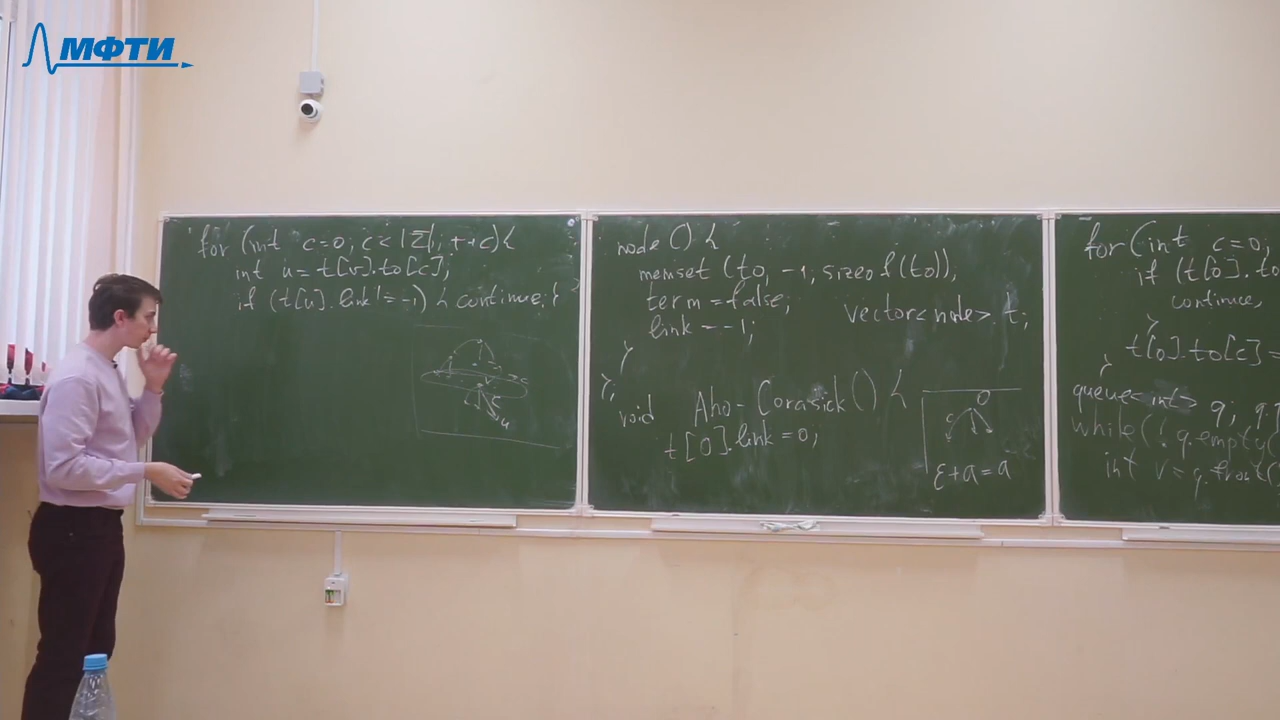 МФТИ
for (int c=0; c<|Σ|; ++c){
int u = t[v].to[c];
if (t[u].link != -1) { continue; }
u
node () {
memset (to, -1, sizeof(to));
term = false;
link = -1;
vector<node> t;
}
};
void Aho-Corasick() {
t[0].link = 0;
0
c
ε+a=a
for (int c=0;
if (t[0].to
continue;
}
t[0].to[c] =
}
queue<int> q; q.p
while (!q.empty(
int v = q.front(